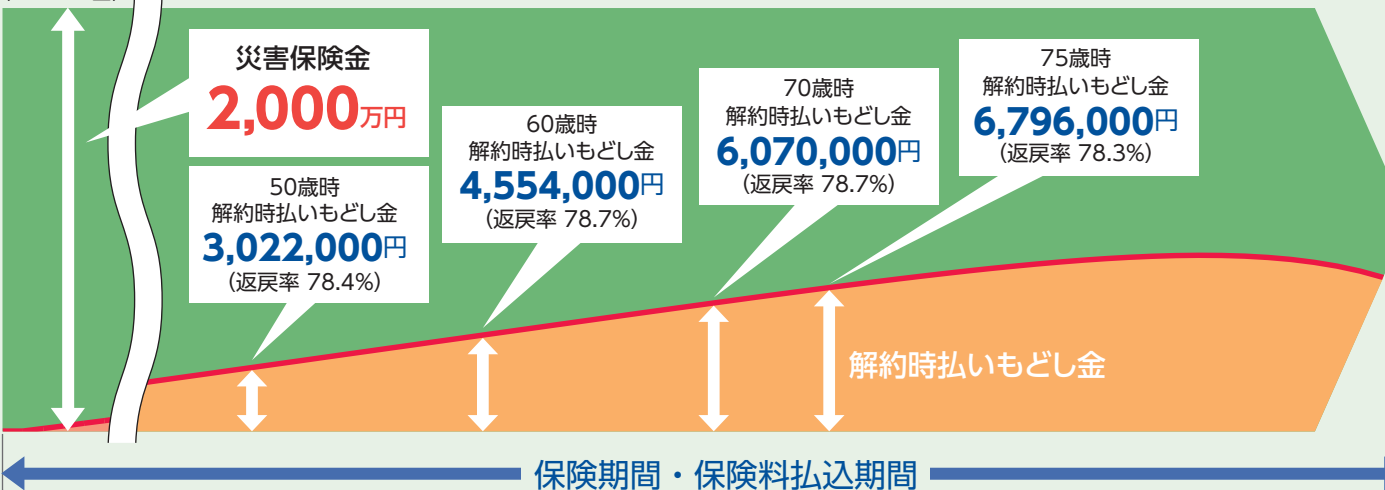 災害保険金
2,000万円
50歳時
解約時払いもどし金
3,022,000円
(返戻率 78.4%)
60歳時
解約時払いもどし金
4,554,000円
(返戻率 78.7%)
70歳時
解約時払いもどし金
6,070,000円
(返戻率 78.7%)
75歳時
解約時払いもどし金
6,796,000円
(返戻率 78.3%)
解約時払いもどし金
保険期間・保険料払込期間